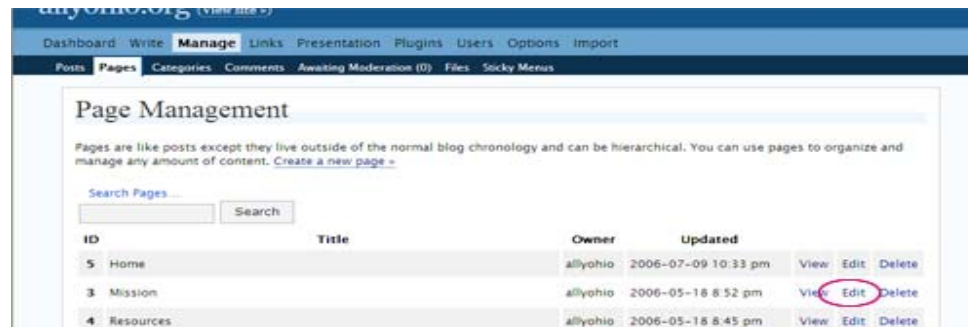 allyohio.org (View site »)
Dashboard Write Manage Links Presentation Plugins Users Options Import
Posts Pages Categories Comments Awaiting Moderation (0) Files Sticky Menus
Page Management
Pages are like posts except they live outside of the normal blog chronology and can be hierarchical. You can use pages to organize and
manage any amount of content. Create a new page »
Search Pages...
Search
ID Title Owner Updated
5 Home allyohio 2006-07-09 10:33 pm View Edit Delete
3 Mission allyohio 2006-05-18 8:52 pm View Edit Delete
4 Resources allyohio 2006-05-18 8:45 pm View Edit Delete